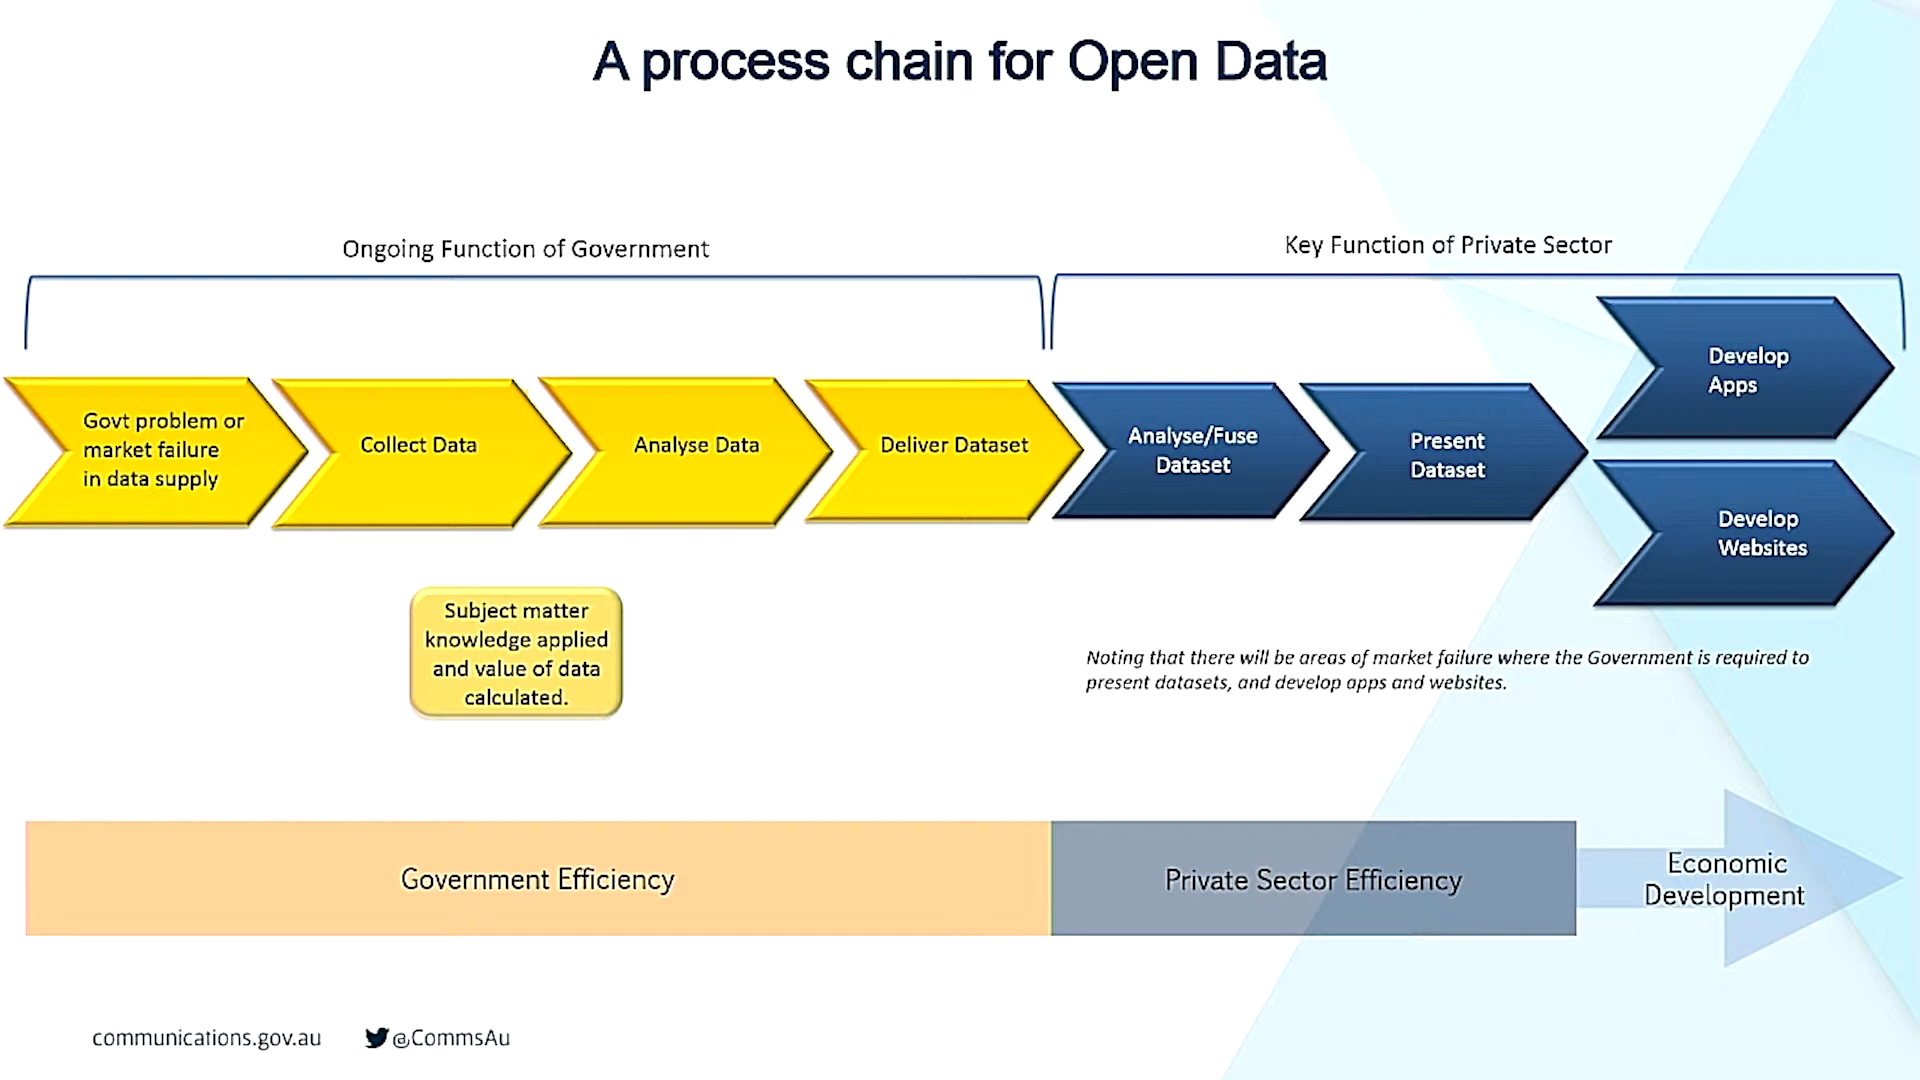 A process chain for Open Data
Ongoing Function of Government
Key Function of Private Sector
Govt problem or
market failure
in data supply
Collect Data
Analyse Data
Deliver Dataset
Analyse/Fuse
Dataset
Present
Dataset
Develop
Apps
Develop
Websites
Subject matter
knowledge applied
and value of data
calculated.
Noting that there will be areas of market failure where the Government is required to
present datasets, and develop apps and websites.
Government Efficiency
Private Sector Efficiency
Economic
Development
communications.gov.au
@CommsAu